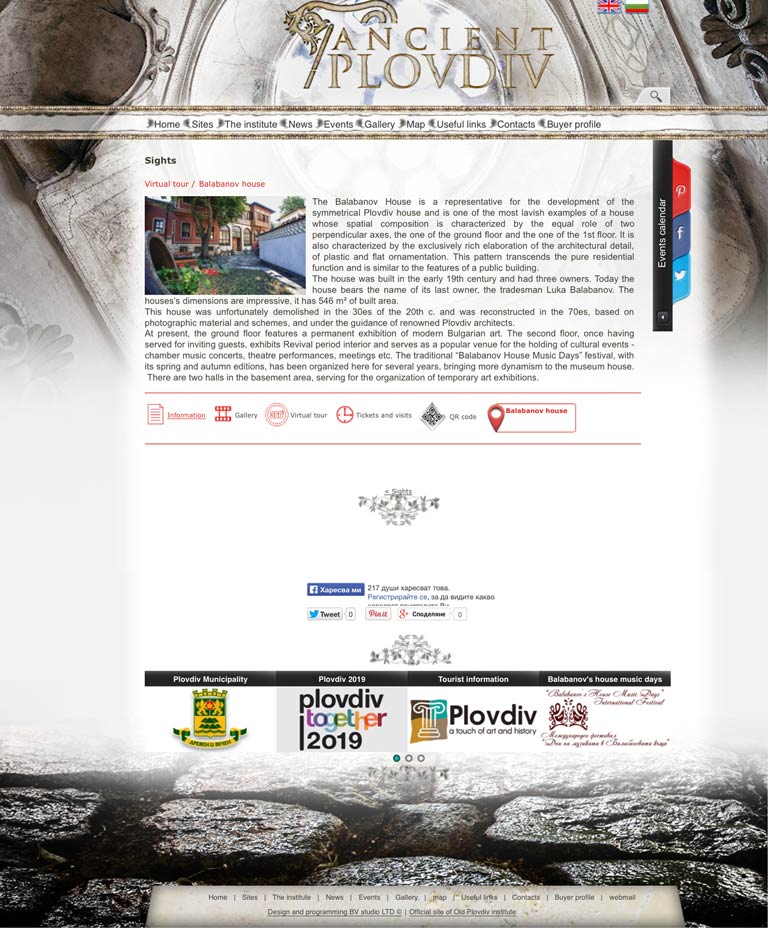 ANCIENT
PLOVDIV
Home Sites The institute News Events Gallery Map Useful links Contacts Buyer profile
Sights
Virtual tour / Balabanov house
The Balabanov House is a representative for the development of the
symmetrical Plovdiv house and is one of the most lavish examples of a house
whose spatial composition is characterized by the equal role of two
perpendicular axes, the one of the ground floor and the one of the 1st floor. It is
also characterized by the exclusively rich elaboration of the architectural detail,
of plastic and flat ornamentation. This pattern transcends the pure residential
function and is similar to the features of a public building.
The house was built in the early 19th century and had three owners. Today the
house bears the name of its last owner, the tradesman Luka Balabanov. The
houses's dimensions are impressive, it has 546 m² of built area.
This house was unfortunately demolished in the 30es of the 20th c. and was reconstructed in the 70es, based on
photographic material and schemes, and under the guidance of renowned Plovdiv architects.
At present, the ground floor features a permanent exhibition of modern Bulgarian art. The second floor, once having
served for inviting guests, exhibits Revival period interior and serves as a popular venue for the holding of cultural events -
chamber music concerts, theatre performances, meetings etc. The traditional “Balabanov House Music Days” festival, with
its spring and autumn editions, has been organized here for several years, bringing more dynamism to the museum house.
There are two halls in the basement area, serving for the organization of temporary art exhibitions.
Events calendar
Information Gallery 360° Virtual tour Tickets and visits QR code Balabanov house
< Sights
Харесва ми 217 души харесват това.
Регистрирайте се, за да видите какво
Tweet 0 Pin it Споделяне 0
Plovdiv Municipality Plovdiv 2019 Tourist information Balabanov's house music days
ДРЕВЕН И ВЕЧЕН
plovdiv
together
2019
Plovdiv
a touch of art and history
"Balabanov's House Music Days"
International Festival
Международен фестивал
"Дни на музиката в Балабановата къща"
Home | Sites | The institute | News | Events | Gallery | map | Useful links | Contacts | Buyer profile | webmail
Design and programming BV studio LTD © | Official site of Old Plovdiv institute